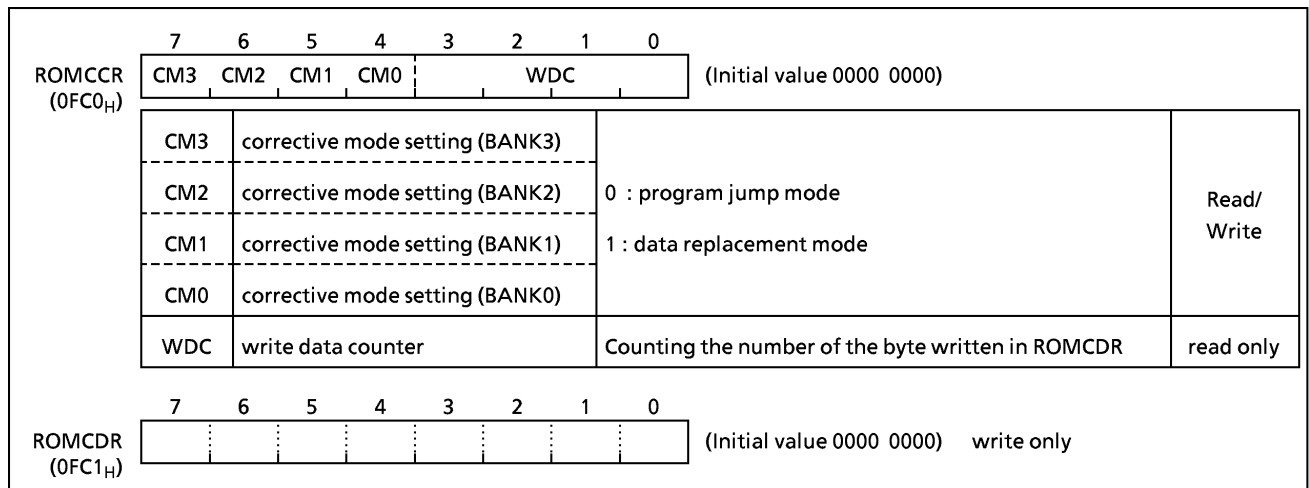 7 6 5 4 3 2 1 0
ROMCCR CM3 CM2 CM1 CM0 WDC (Initial value 0000 0000)
(0FC0H)
CM3 corrective mode setting (BANK3)
CM2 corrective mode setting (BANK2) 0 : program jump mode Read/
Write
CM1 corrective mode setting (BANK1) 1 : data replacement mode
CM0 corrective mode setting (BANK0)
WDC write data counter Counting the number of the byte written in ROMCDR read only
7 6 5 4 3 2 1 0
ROMCDR (Initial value 0000 0000) write only
(0FC1H)